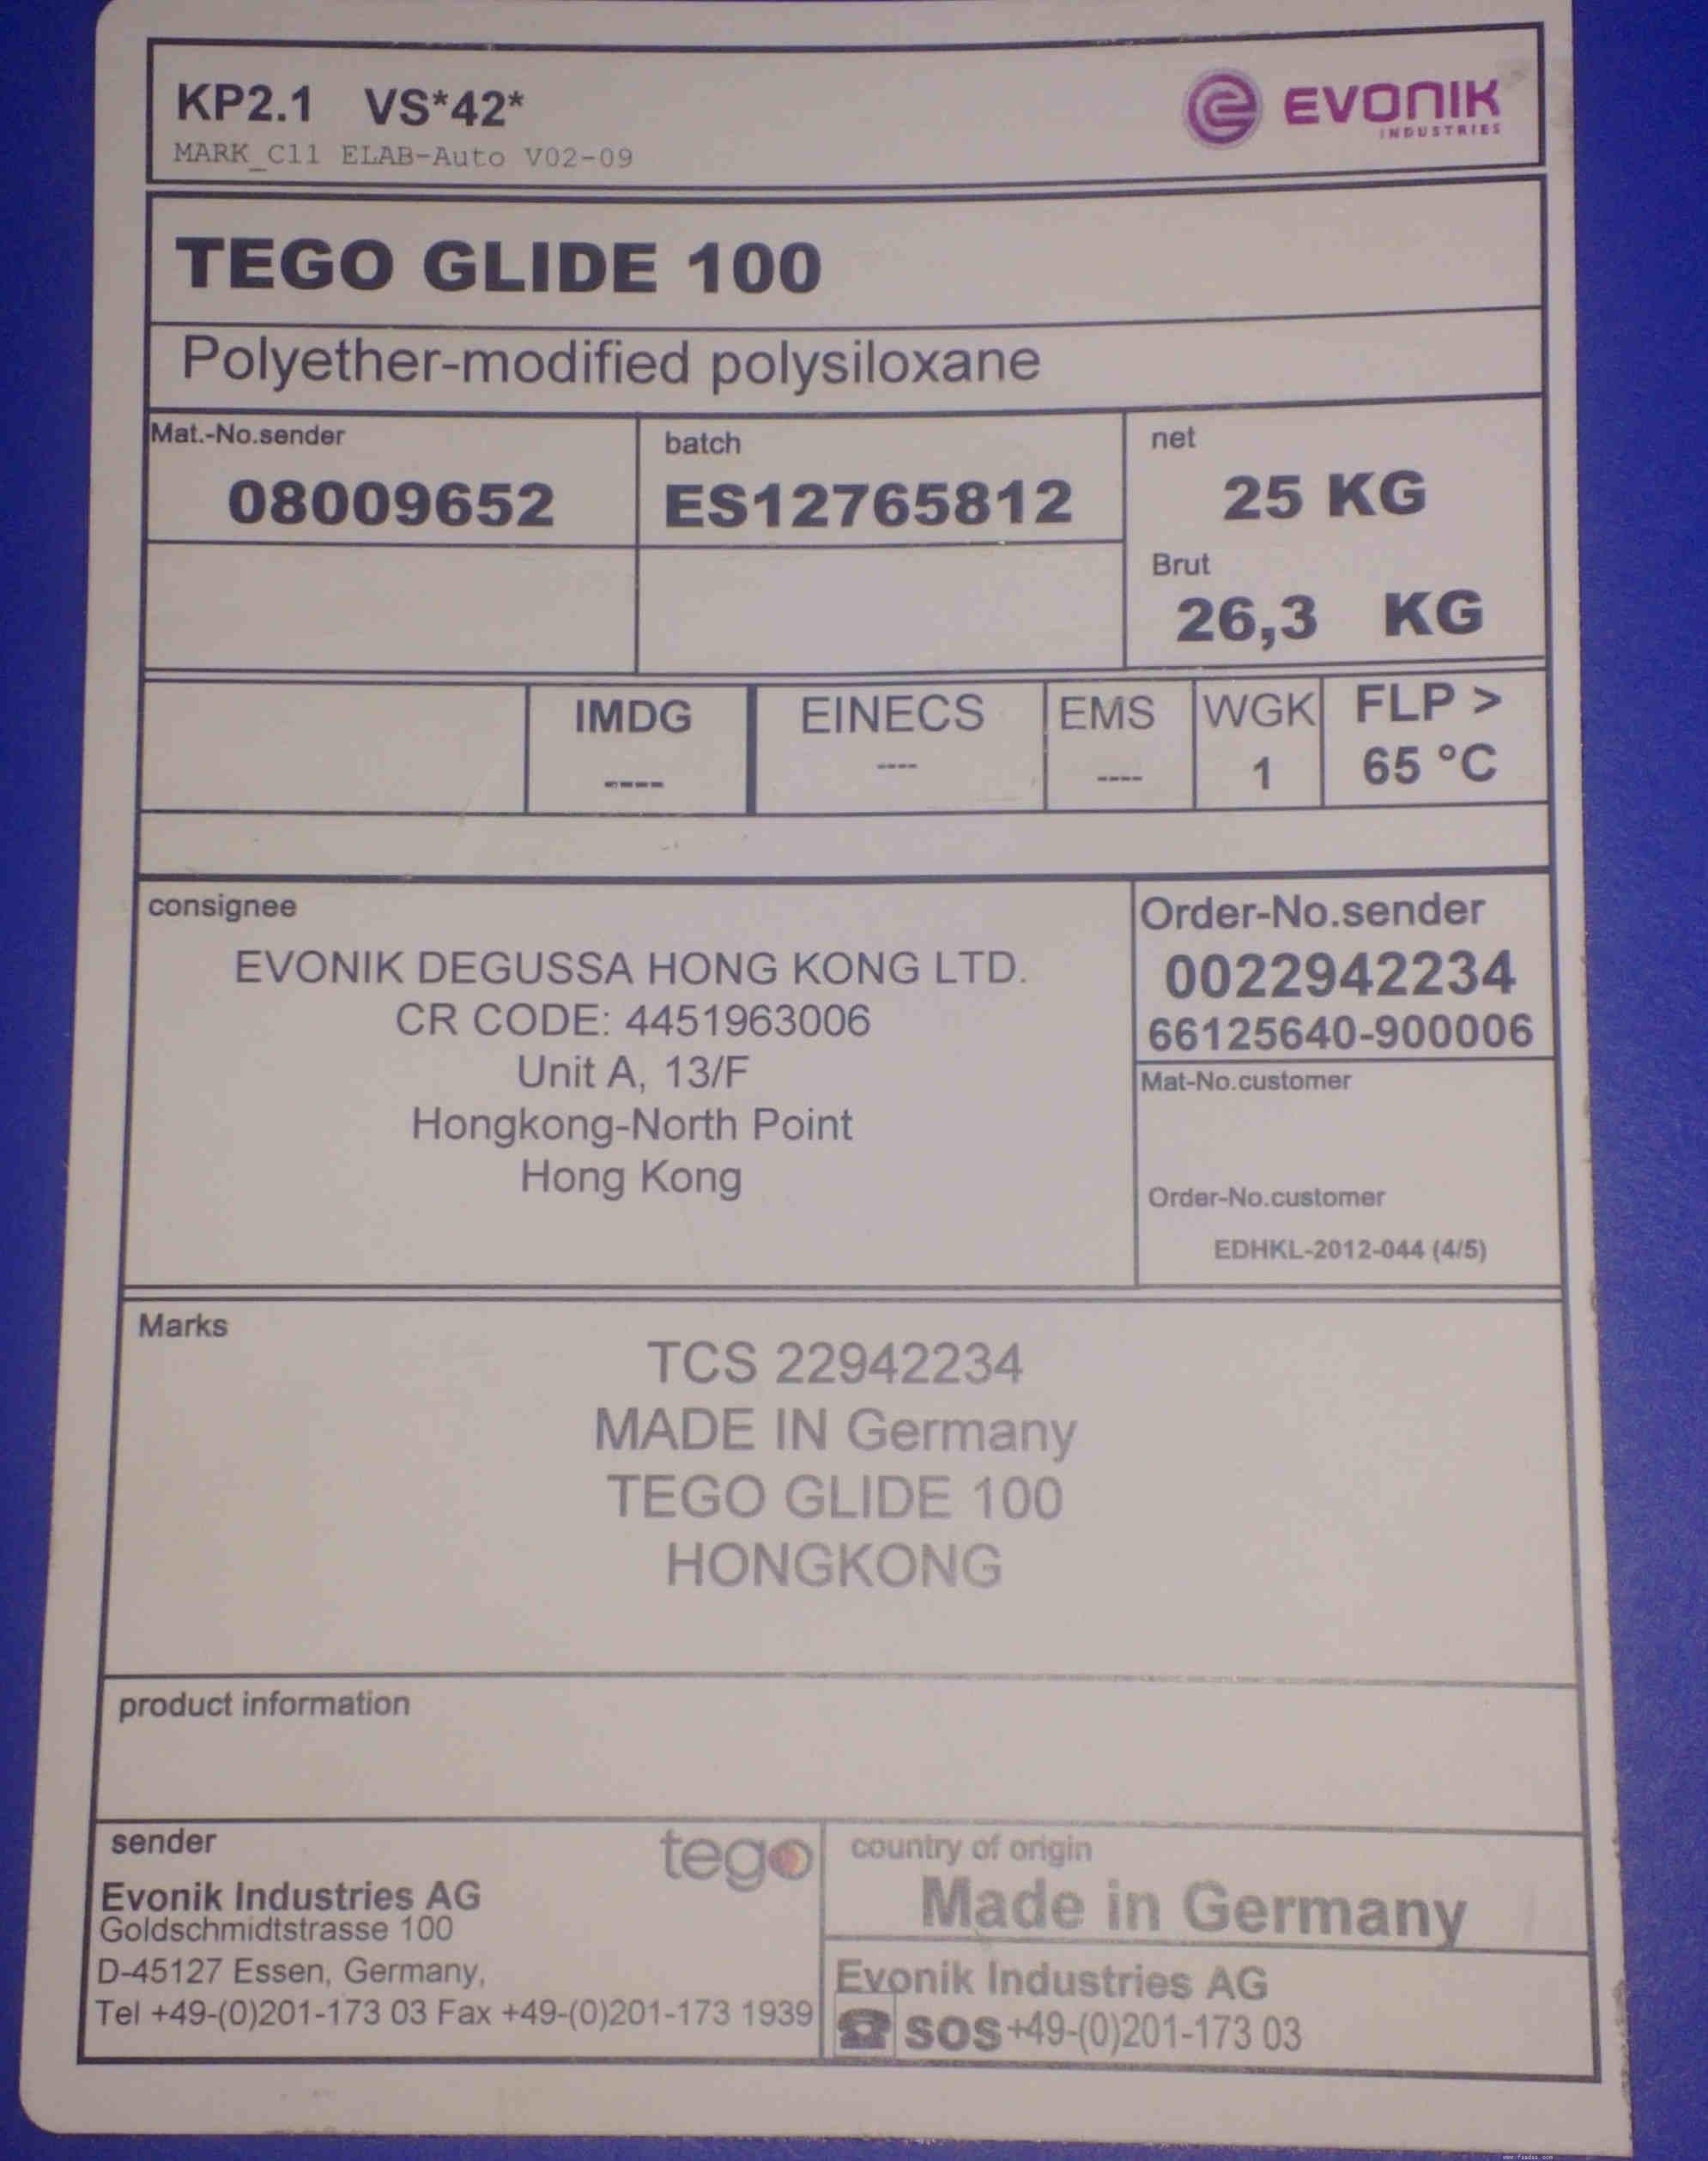 KP2.1 VS*42*
MARK_C11 ELAB-Auto V02-09
EVONIK
INDUSTRIES
TEGO GLIDE 100
Polyether-modified polysiloxane
Mat.-No.sender
08009652
batch
ES12765812
net
25 KG
Brut
26,3 KG
IMDG
----
EINECS
----
EMS
----
WGK
1
FLP >
65 °C
consignee
EVONIK DEGUSSA HONG KONG LTD.
CR CODE: 4451963006
Unit A, 13/F
Hongkong-North Point
Hong Kong
Order-No.sender
0022942234
66125640-900006
Mat-No.customer
Order-No.customer
EDHKL-2012-044 (4/5)
Marks
TCS 22942234
MADE IN Germany
TEGO GLIDE 100
HONGKONG
product information
sender
tego
Evonik Industries AG
Goldschmidtstrasse 100
D-45127 Essen, Germany,
Tel +49-(0)201-173 03 Fax +49-(0)201-173 1939
country of origin
Made in Germany
Evonik Industries AG
☎ SOS +49-(0)201-173 03